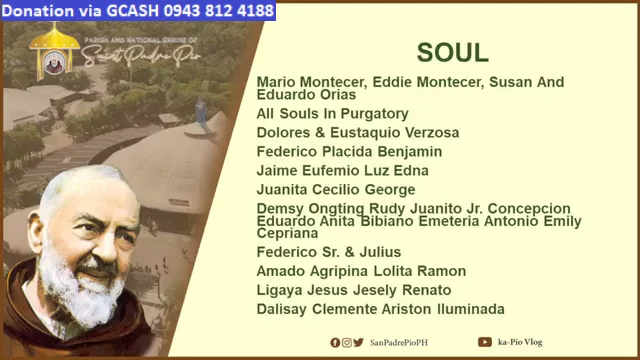 Donation via GCASH 0943 812 4188
PARISH AND NATIONAL SHRINE OF
Saint Padre Pio
SOUL
Mario Montecer, Eddie Montecer, Susan And
Eduardo Orias
All Souls In Purgatory
Dolores & Eustaquio Verzosa
Federico Placida Benjamin
Jaime Eufemio Luz Edna
Juanita Cecilio George
Demsy Ongting Rudy Juanito Jr. Concepcion
Eduardo Anita Bibiano Emeteria Antonio Emily
Cepriana
Federico Sr. & Julius
Amado Agripina Lolita Ramon
Ligaya Jesus Jesely Renato
Dalisay Clemente Ariston Iluminada
SanPadrePioPH
ka-Pio Vlog